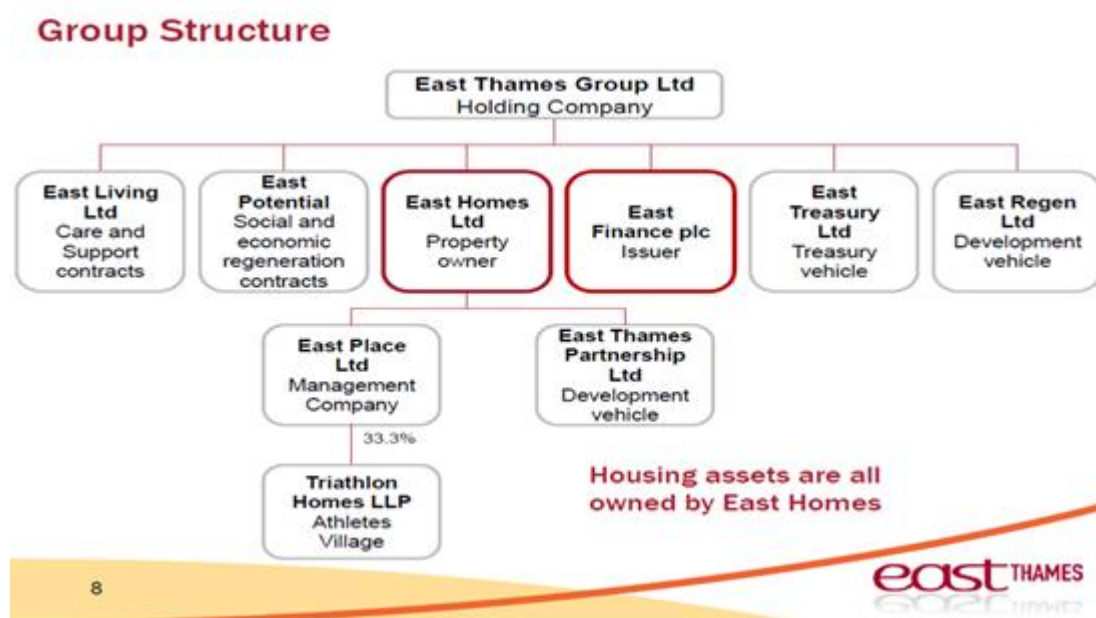 Group Structure
East Thames Group Ltd
Holding Company
East Living
Ltd
Care and
Support
contracts
East
Potential
Social and
economic
regeneration
contracts
East Homes
Ltd
Property
owner
East
Finance plc
Issuer
East
Treasury
Ltd
Treasury
vehicle
East Regen
Ltd
Development
vehicle
East Place
Ltd
Management
Company
East Thames
Partnership
Ltd
Development
vehicle
33.3%
Triathlon
Homes LLP
Athletes
Village
Housing assets are all
owned by East Homes
8
east THAMES